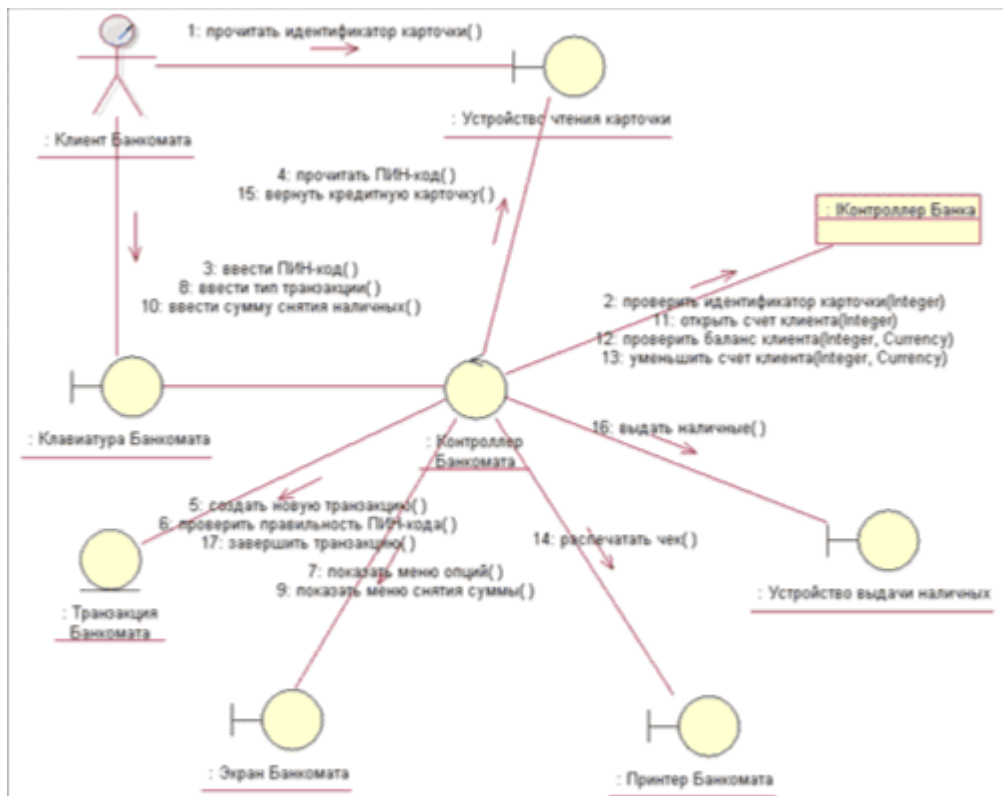 1: прочитать идентификатор карточки( )
: Клиент Банкомата
: Устройство чтения карточки
4: прочитать ПИН-код( )
15: вернуть кредитную карточку( )
: IКонтроллер Банка
3: ввести ПИН-код( )
8: ввести тип транзакции( )
10: ввести сумму снятия наличных( )
2: проверить идентификатор карточки(Integer)
11: открыть счет клиента(Integer)
12: проверить баланс клиента(Integer, Currency)
13: уменьшить счет клиента(Integer, Currency)
: Клавиатура Банкомата
: Контроллер
Банкомата
16: выдать наличные( )
5: создать новую транзакцию( )
6: проверить правильность ПИН-кода( )
17: завершить транзакцию( )
14: распечатать чек( )
7: показать меню опций( )
9: показать меню снятия суммы( )
: Транзакция
Банкомата
: Устройство выдачи наличных
: Экран Банкомата
: Принтер Банкомата